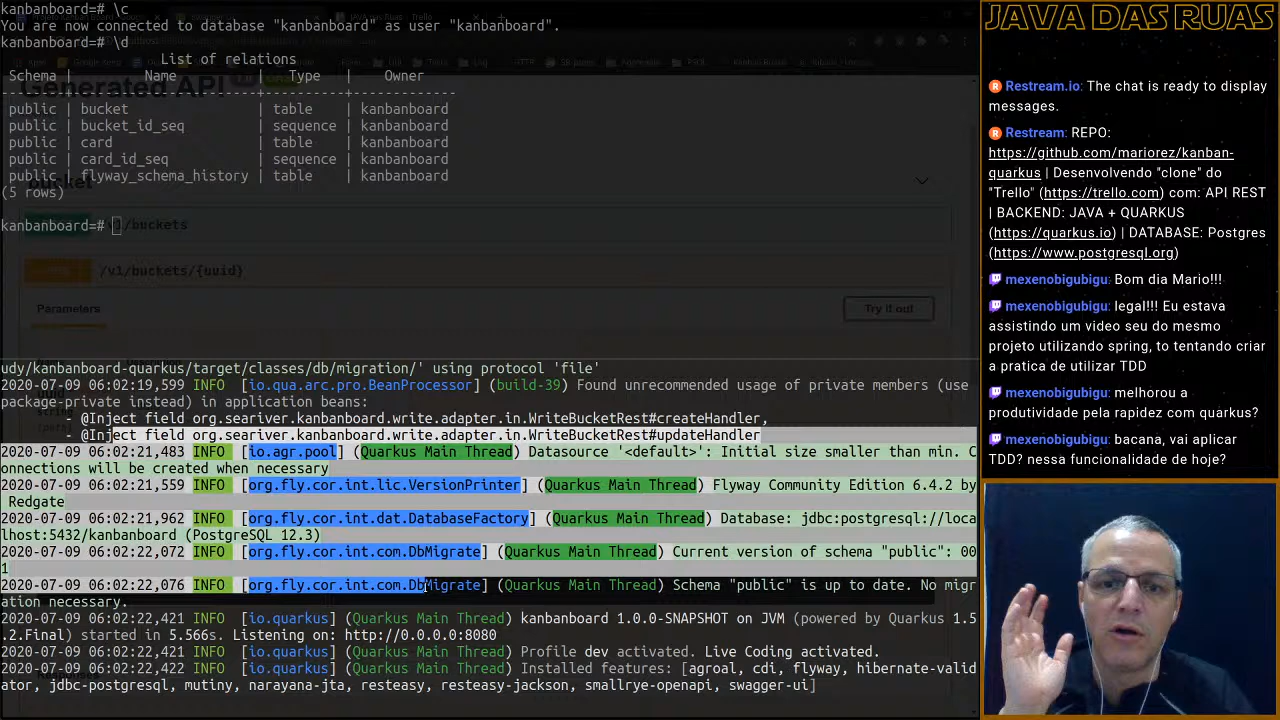 kanbanboard=# \c
You are now connected to database "kanbanboard" as user "kanbanboard".
kanbanboard=# \d
List of relations
Schema | Name | Type | Owner
--------+-----------------------+----------+-------------
public | bucket | table | kanbanboard
public | bucket_id_seq | sequence | kanbanboard
public | card | table | kanbanboard
public | card_id_seq | sequence | kanbanboard
public | flyway_schema_history | table | kanbanboard
(5 rows)
kanbanboard=#
Generated API
bucket
/v1/buckets
/v1/buckets/{uuid}
Parameters
Try it out
udy/kanbanboard-quarkus/target/classes/db/migration/' using protocol 'file'
2020-07-09 06:02:19,599 INFO [io.qua.arc.pro.BeanProcessor] (build-39) Found unrecommended usage of private members (use
package-private instead) in application beans:
- @Inject field org.seariver.kanbanboard.write.adapter.in.WriteBucketRest#createHandler,
- @Inject field org.seariver.kanbanboard.write.adapter.in.WriteBucketRest#updateHandler
2020-07-09 06:02:21,483 INFO [io.agr.pool] (Quarkus Main Thread) Datasource '<default>': Initial size smaller than min. C
onnections will be created when necessary
2020-07-09 06:02:21,559 INFO [org.fly.cor.int.lic.VersionPrinter] (Quarkus Main Thread) Flyway Community Edition 6.4.2 by
Redgate
2020-07-09 06:02:21,962 INFO [org.fly.cor.int.dat.DatabaseFactory] (Quarkus Main Thread) Database: jdbc:postgresql://loca
lhost:5432/kanbanboard (PostgreSQL 12.3)
2020-07-09 06:02:22,072 INFO [org.fly.cor.int.com.DbMigrate] (Quarkus Main Thread) Current version of schema "public": 00
1
2020-07-09 06:02:22,076 INFO [org.fly.cor.int.com.DbMigrate] (Quarkus Main Thread) Schema "public" is up to date. No migr
ation necessary.
2020-07-09 06:02:22,421 INFO [io.quarkus] (Quarkus Main Thread) kanbanboard 1.0.0-SNAPSHOT on JVM (powered by Quarkus 1.5
.2.Final) started in 5.566s. Listening on: http://0.0.0.0:8080
2020-07-09 06:02:22,421 INFO [io.quarkus] (Quarkus Main Thread) Profile dev activated. Live Coding activated.
2020-07-09 06:02:22,422 INFO [io.quarkus] (Quarkus Main Thread) Installed features: [agroal, cdi, flyway, hibernate-valid
ator, jdbc-postgresql, mutiny, narayana-jta, resteasy, resteasy-jackson, smallrye-openapi, swagger-ui]
JAVA DAS RUAS
Restream.io: The chat is ready to display
messages.
Restream: REPO:
https://github.com/mariorez/kanban-
quarkus | Desenvolvendo "clone" do
"Trello" (https://trello.com) com: API REST
| BACKEND: JAVA + QUARKUS
(https://quarkus.io) | DATABASE: Postgres
(https://www.postgresql.org)
mexenobigubigu: Bom dia Mario!!!
mexenobigubigu: legal!!! Eu estava
assistindo um video seu do mesmo
projeto utilizando spring, to tentando criar
a pratica de utilizar TDD
mexenobigubigu: melhorou a
produtividade pela rapidez com quarkus?
mexenobigubigu: bacana, vai aplicar
TDD? nessa funcionalidade de hoje?